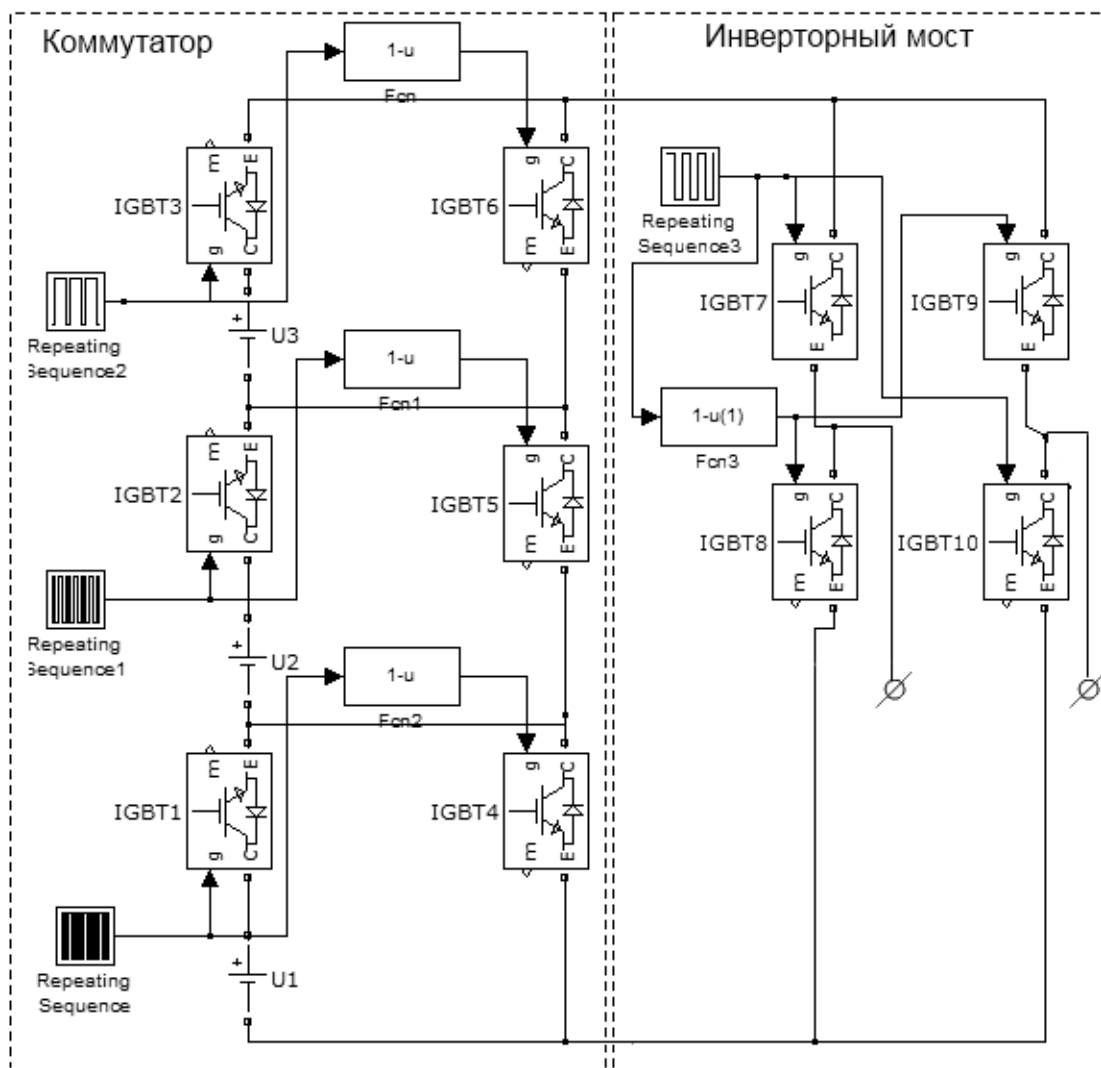 Коммутатор
Инверторный мост
1-u
Fcn
m
E
IGBT3
g
C
g
C
IGBT6
m
E
Repeating
Sequence3
g
C
IGBT7
E
g
C
IGBT9
E
Repeating
Sequence2
+
U3
1-u
Fcn1
1-u(1)
Fcn3
m
E
IGBT2
g
C
g
C
IGBT5
m
E
g
C
IGBT8
m
E
g
C
IGBT10
m
E
Repeating
Sequence1
+
U2
1-u
Fcn2
m
E
IGBT1
g
C
g
C
IGBT4
m
E
Repeating
Sequence
+
U1